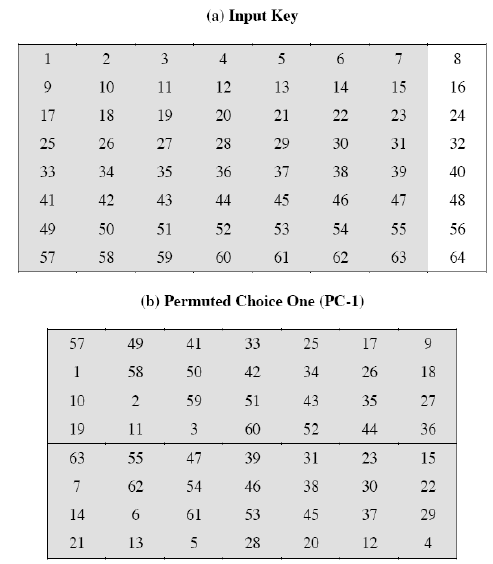 (a) Input Key
1 2 3 4 5 6 7 8
9 10 11 12 13 14 15 16
17 18 19 20 21 22 23 24
25 26 27 28 29 30 31 32
33 34 35 36 37 38 39 40
41 42 43 44 45 46 47 48
49 50 51 52 53 54 55 56
57 58 59 60 61 62 63 64
(b) Permuted Choice One (PC-1)
57 49 41 33 25 17 9
1 58 50 42 34 26 18
10 2 59 51 43 35 27
19 11 3 60 52 44 36
63 55 47 39 31 23 15
7 62 54 46 38 30 22
14 6 61 53 45 37 29
21 13 5 28 20 12 4